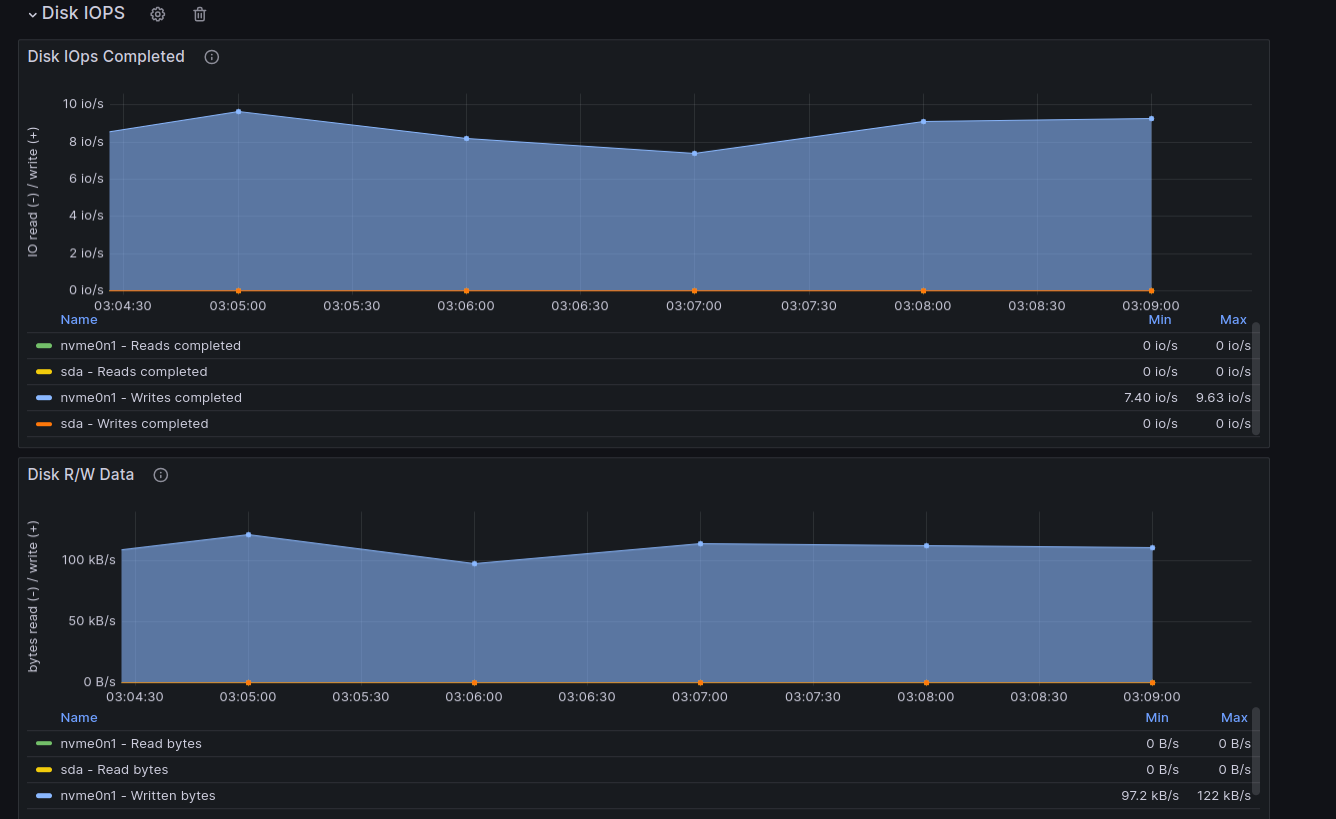 Disk IOPS
Disk IOps Completed
IO read (-) / write (+)
10 io/s
8 io/s
6 io/s
4 io/s
2 io/s
0 io/s
03:04:30 03:05:00 03:05:30 03:06:00 03:06:30 03:07:00 03:07:30 03:08:00 03:08:30 03:09:00
Name Min Max
nvme0n1 - Reads completed 0 io/s 0 io/s
sda - Reads completed 0 io/s 0 io/s
nvme0n1 - Writes completed 7.40 io/s 9.63 io/s
sda - Writes completed 0 io/s 0 io/s
Disk R/W Data
bytes read (-) / write (+)
100 kB/s
50 kB/s
0 B/s
03:04:30 03:05:00 03:05:30 03:06:00 03:06:30 03:07:00 03:07:30 03:08:00 03:08:30 03:09:00
Name Min Max
nvme0n1 - Read bytes 0 B/s 0 B/s
sda - Read bytes 0 B/s 0 B/s
nvme0n1 - Written bytes 97.2 kB/s 122 kB/s